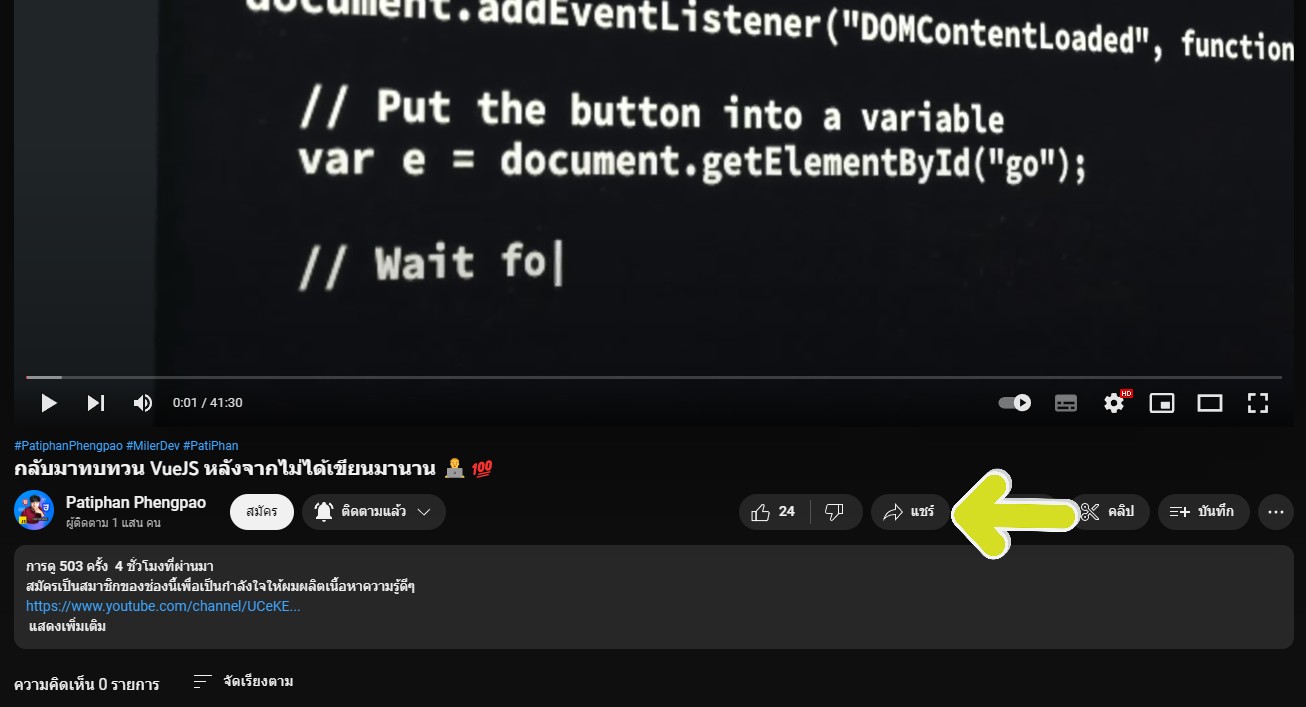 document.addEventListener("DOMContentLoaded", function
// Put the button into a variable
var e = document.getElementById("go");
// Wait fo
0:01 / 41:30
HD
#PatiphanPhengpao #MilerDev #PatiPhan
กลับมาทบทวน VueJS หลังจากไม่ได้เขียนมานาน 👨‍💻 💯
Patiphan Phengpao
ผู้ติดตาม 1 แสน คน
สมัคร
ติดตามแล้ว
24
แชร์
คลิป
บันทึก
การดู 503 ครั้ง 4 ชั่วโมงที่ผ่านมา
สมัครเป็นสมาชิกของช่องนี้เพื่อเป็นกำลังใจให้ผมผลิตเนื้อหาความรู้ดีๆ
https://www.youtube.com/channel/UCeKE...
แสดงเพิ่มเติม
ความคิดเห็น 0 รายการ
จัดเรียงตาม